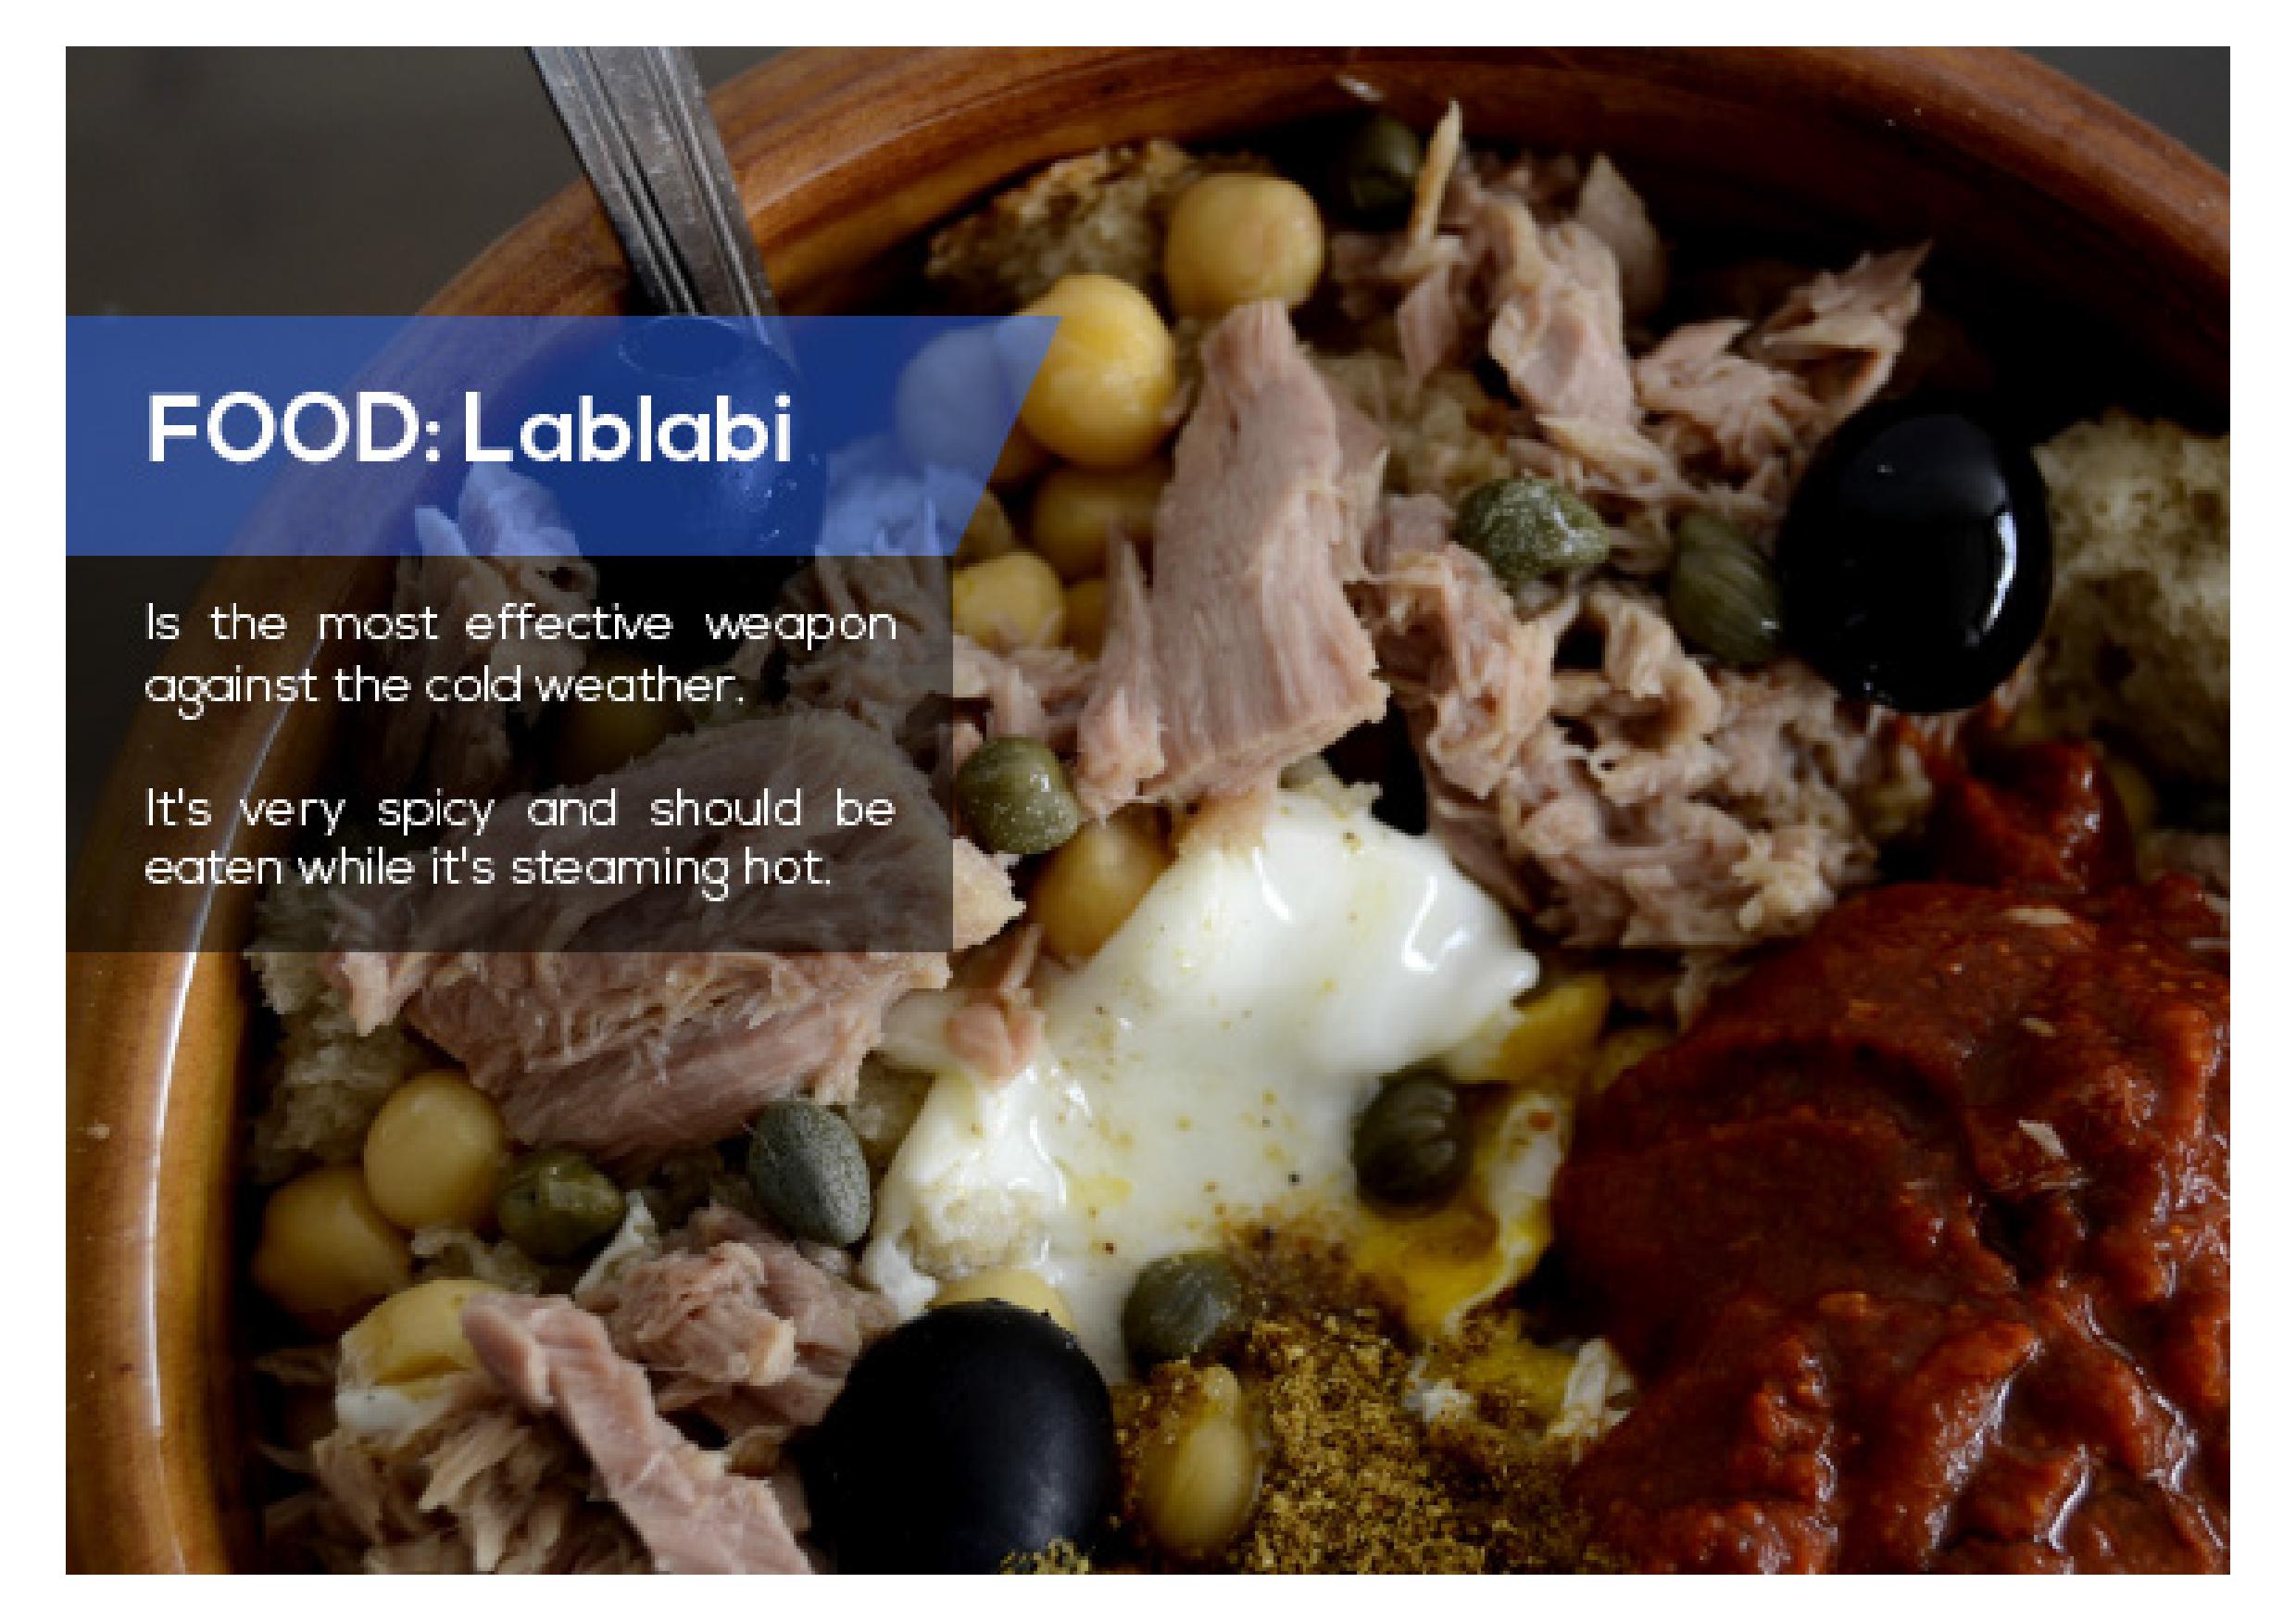 FOOD: Lablabi
Is the most effective weapon
against the cold weather.
It's very spicy and should be
eaten while it's steaming hot.